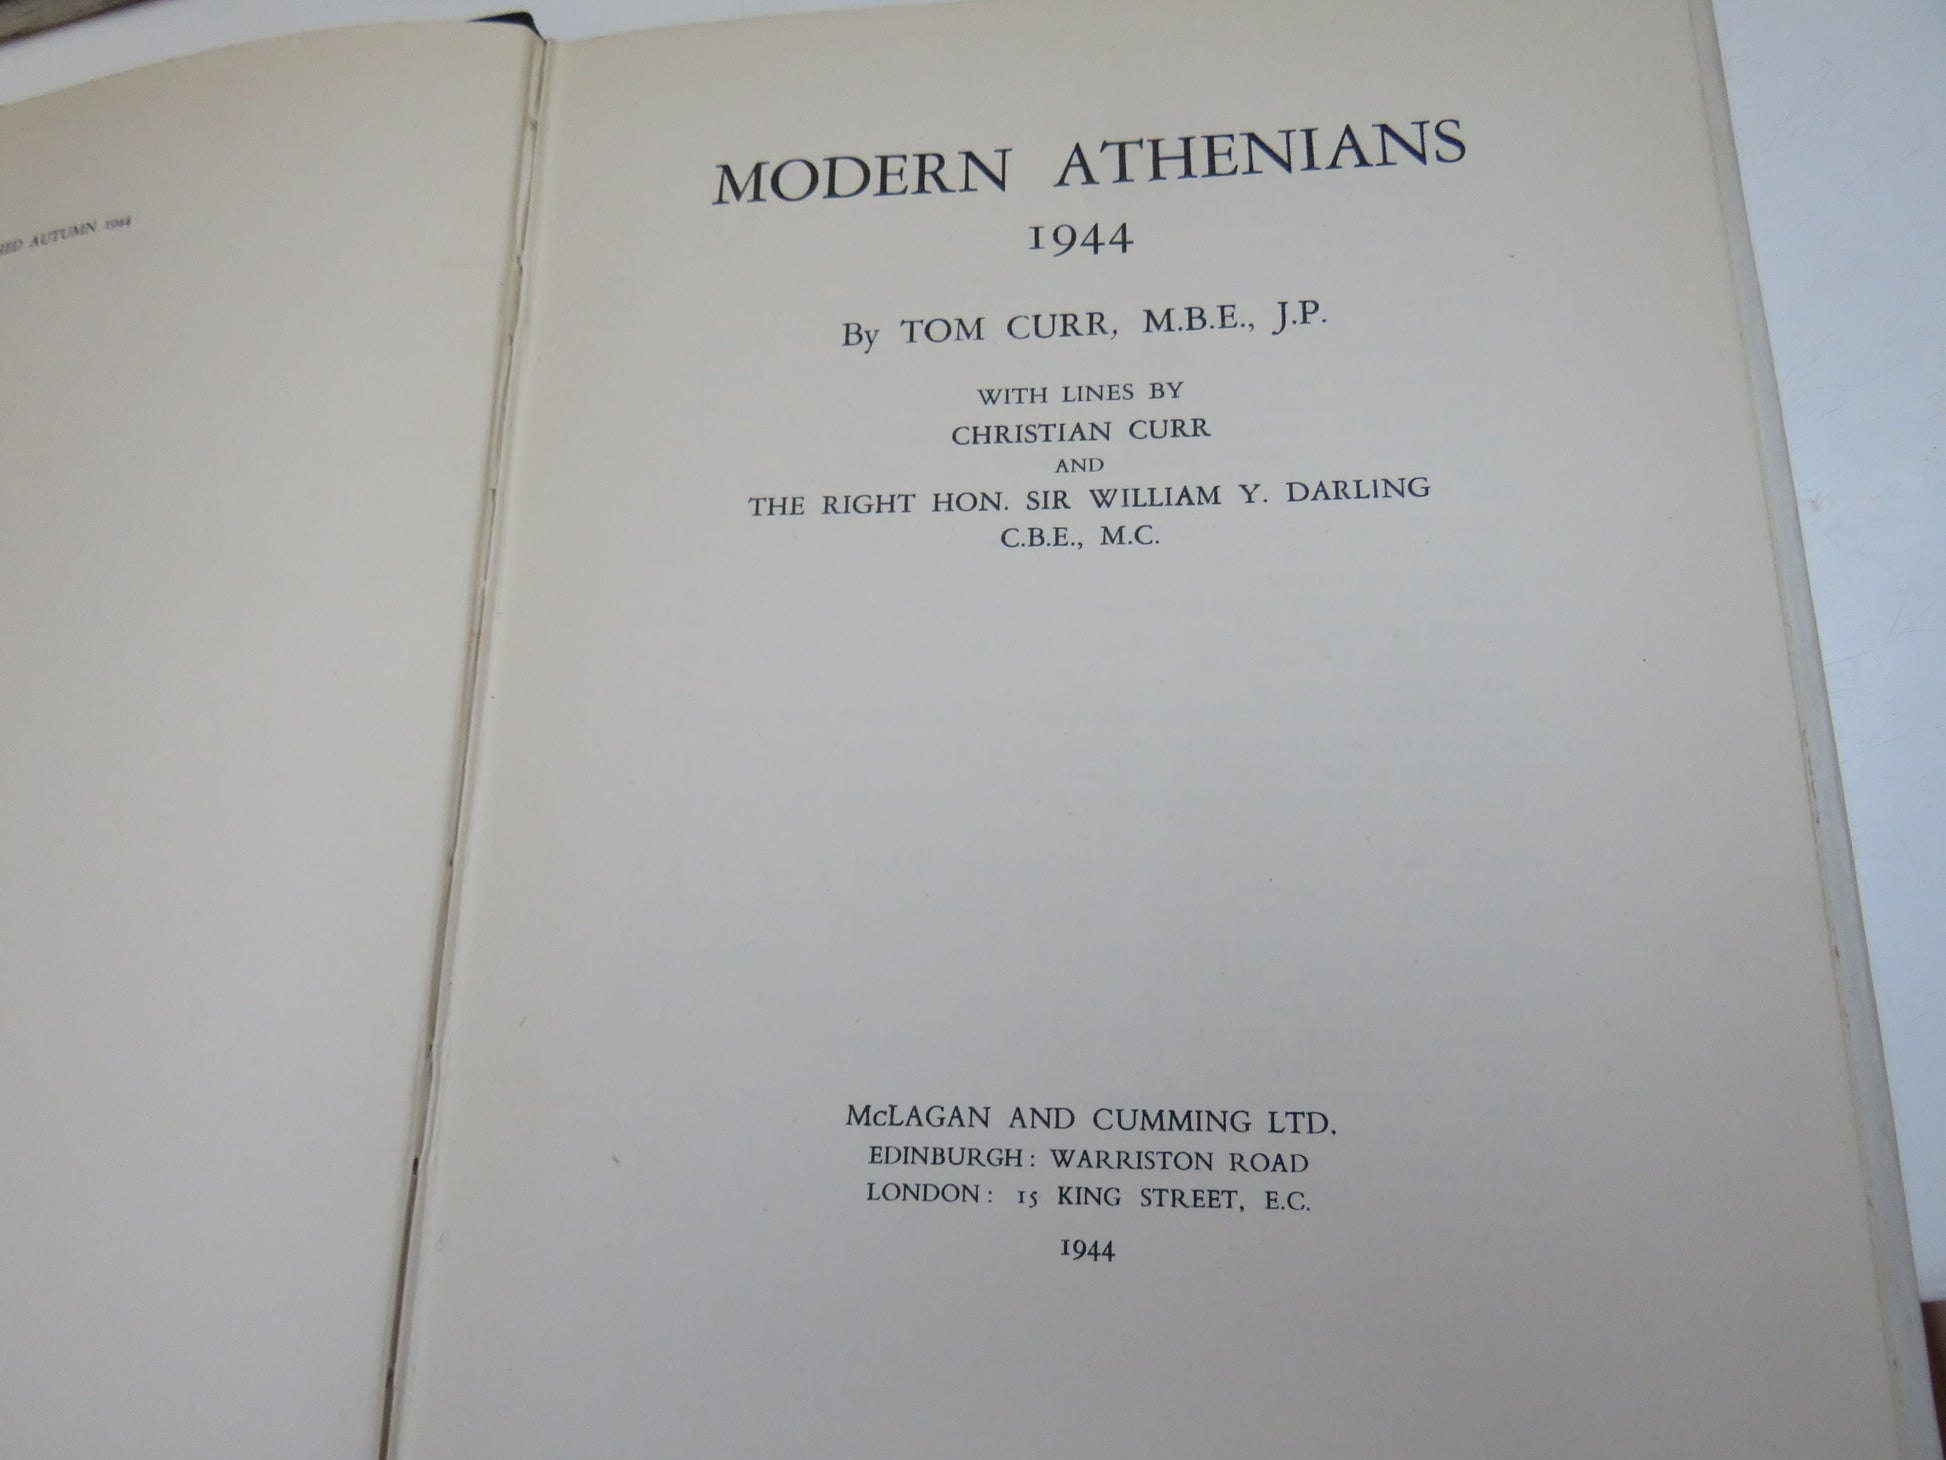 AUTUMN 1944
MODERN ATHENIANS
1944
By TOM CURR, M.B.E., J.P.
WITH LINES BY
CHRISTIAN CURR
AND
THE RIGHT HON. SIR WILLIAM Y. DARLING
C.B.E., M.C.
McLAGAN AND CUMMING LTD.
EDINBURGH: WARRISTON ROAD
LONDON: 15 KING STREET, E.C.
1944